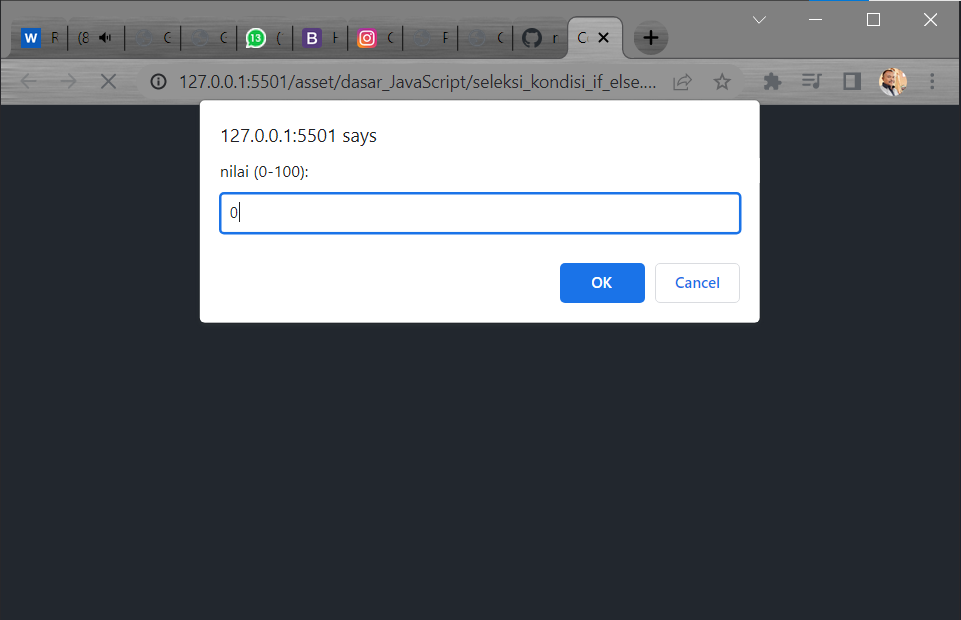 W R (8 C C 13 ( B H C F C r C
127.0.0.1:5501/asset/dasar_JavaScript/seleksi_kondisi_if_else....
127.0.0.1:5501 says
nilai (0-100):
0
OK Cancel